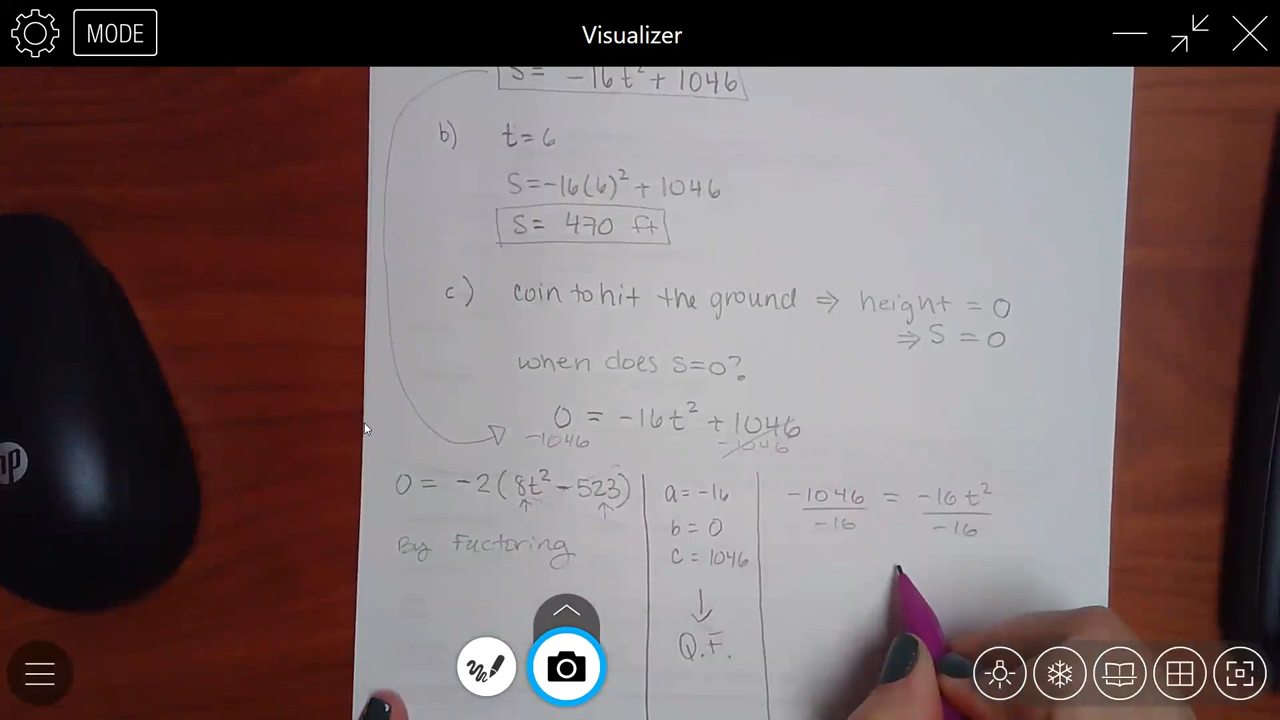 MODE
Visualizer
S = -16t² + 1046
b) t = 6
S = -16(6)² + 1046
S = 470 ft
c) coin to hit the ground ⇒ height = 0
⇒ S = 0
when does s=0?
0 = -16t² + 1046
-1046 -1046
0 = -2(8t² - 523)
By Factoring
a = -16
b = 0
c = 1046
↓
Q.F.
-1046 = -16t²
-16 -16
hp